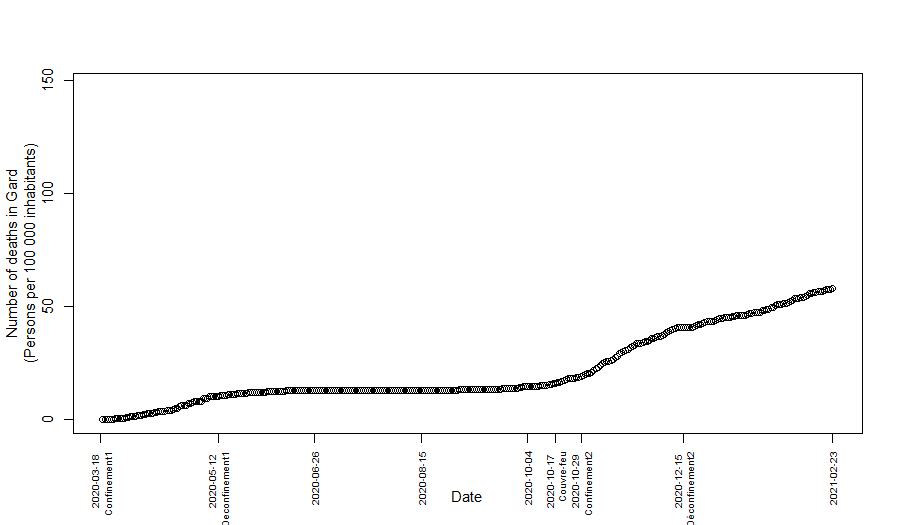 Number of deaths in Gard
(Persons per 100 000 inhabitants)
150
100
50
0
2020-03-18
Confinement1
2020-05-12
Déconfinement1
2020-06-26
2020-08-15
2020-10-04
2020-10-17
Couvre-feu
2020-10-29
Confinement2
2020-12-15
Déconfinement2
2021-02-23
Date